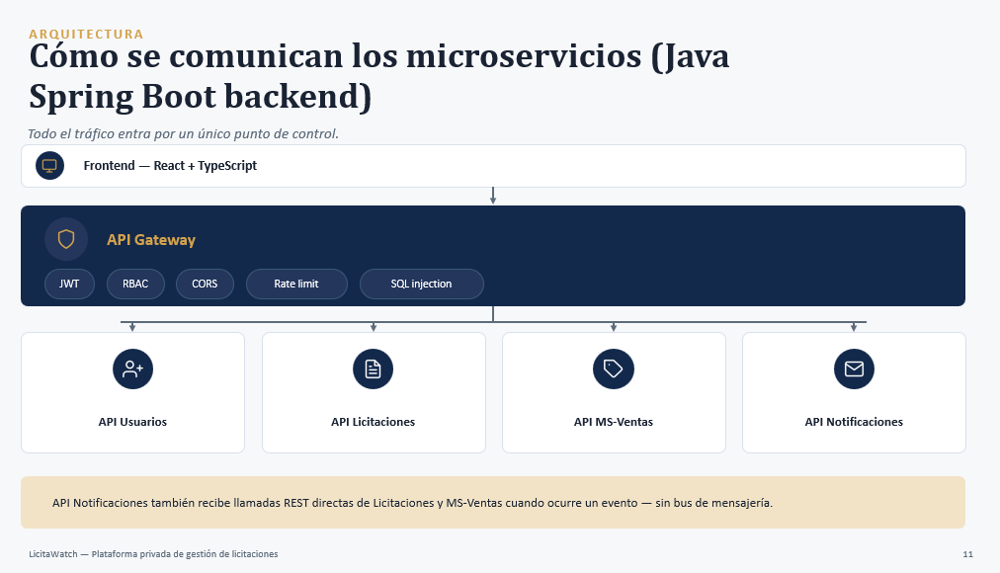 ARQUITECTURA
Cómo se comunican los microservicios (Java
Spring Boot backend)
Todo el tráfico entra por un único punto de control.
Frontend — React + TypeScript
API Gateway
JWT
RBAC
CORS
Rate limit
SQL injection
API Usuarios
API Licitaciones
API MS-Ventas
API Notificaciones
API Notificaciones también recibe llamadas REST directas de Licitaciones y MS-Ventas cuando ocurre un evento — sin bus de mensajería.
LicitaWatch — Plataforma privada de gestión de licitaciones
11